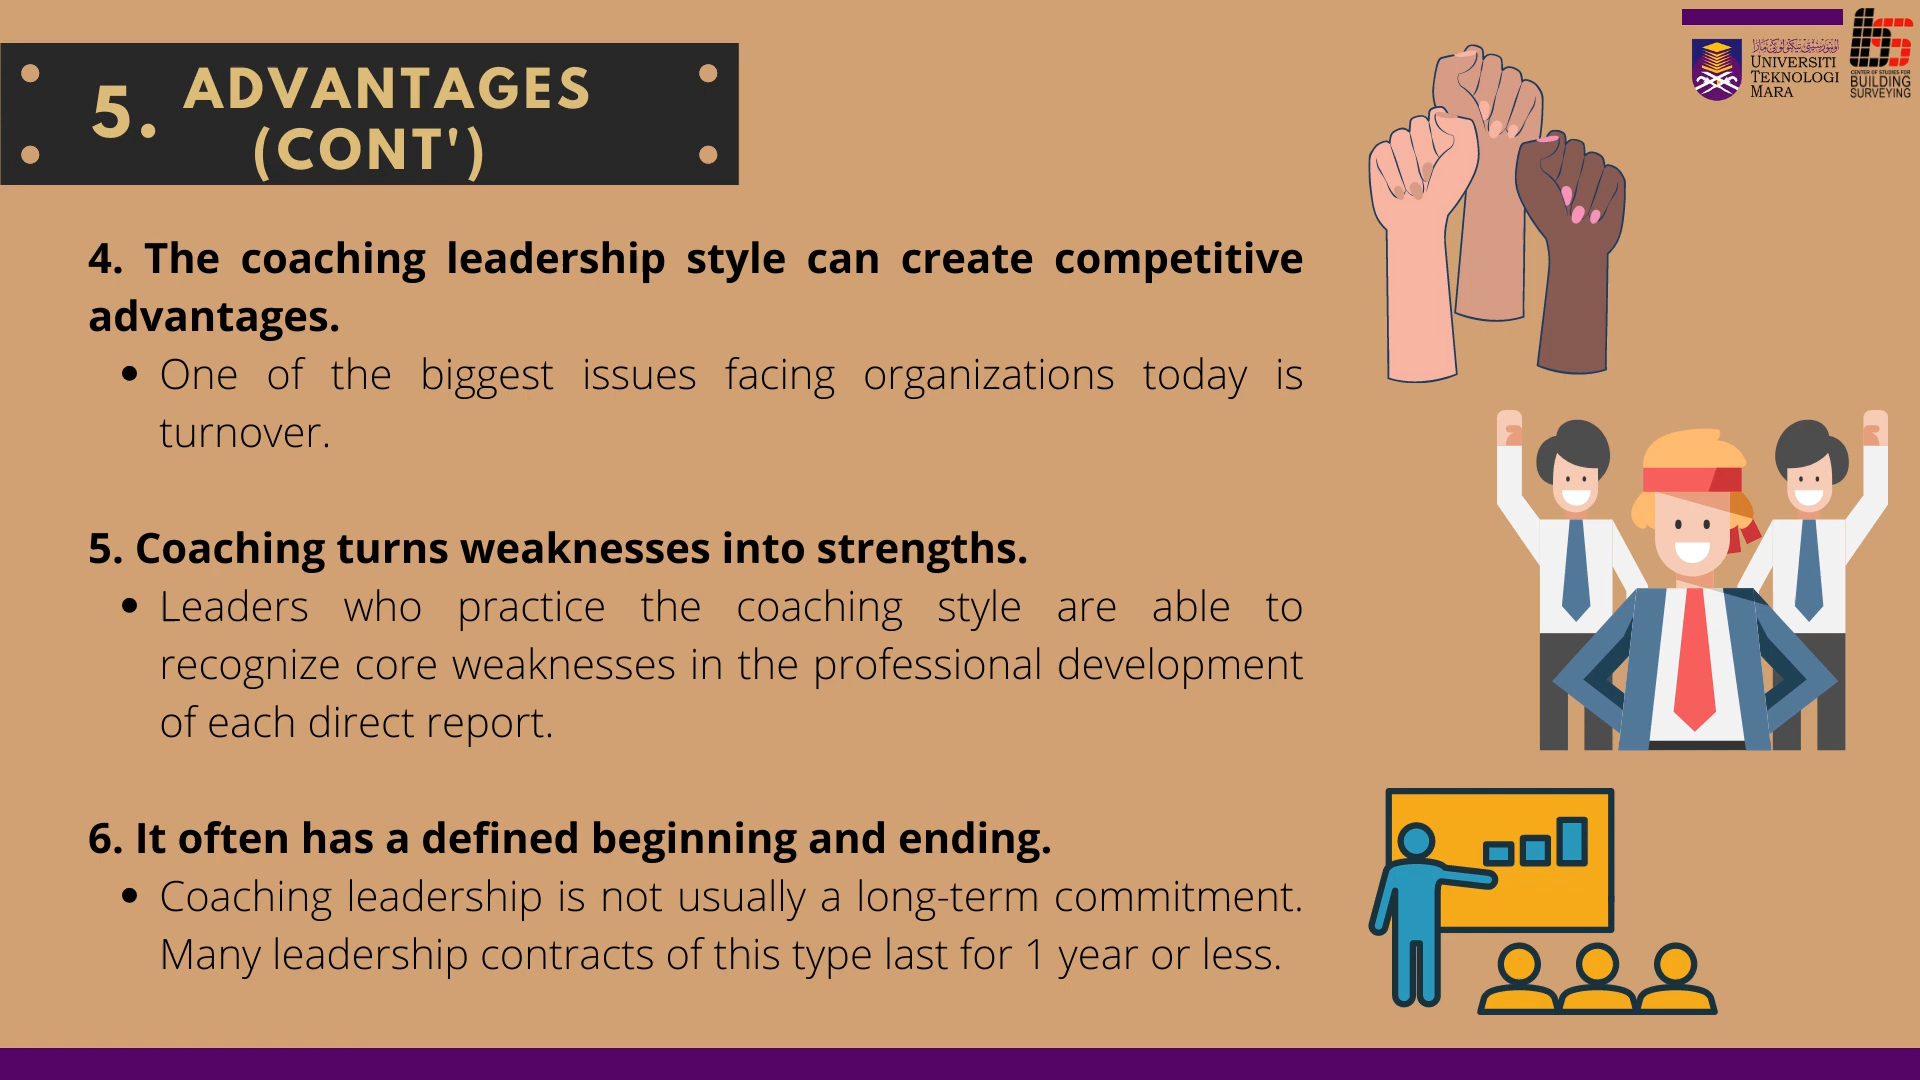 5. ADVANTAGES
(CONT')
UNIVERSITI
TEKNOLOGI
MARA
CENTER OF STUDIES FOR
BUILDING
SURVEYING
4. The coaching leadership style can create competitive
advantages.
• One of the biggest issues facing organizations today is
turnover.
5. Coaching turns weaknesses into strengths.
• Leaders who practice the coaching style are able to
recognize core weaknesses in the professional development
of each direct report.
6. It often has a defined beginning and ending.
• Coaching leadership is not usually a long-term commitment.
Many leadership contracts of this type last for 1 year or less.